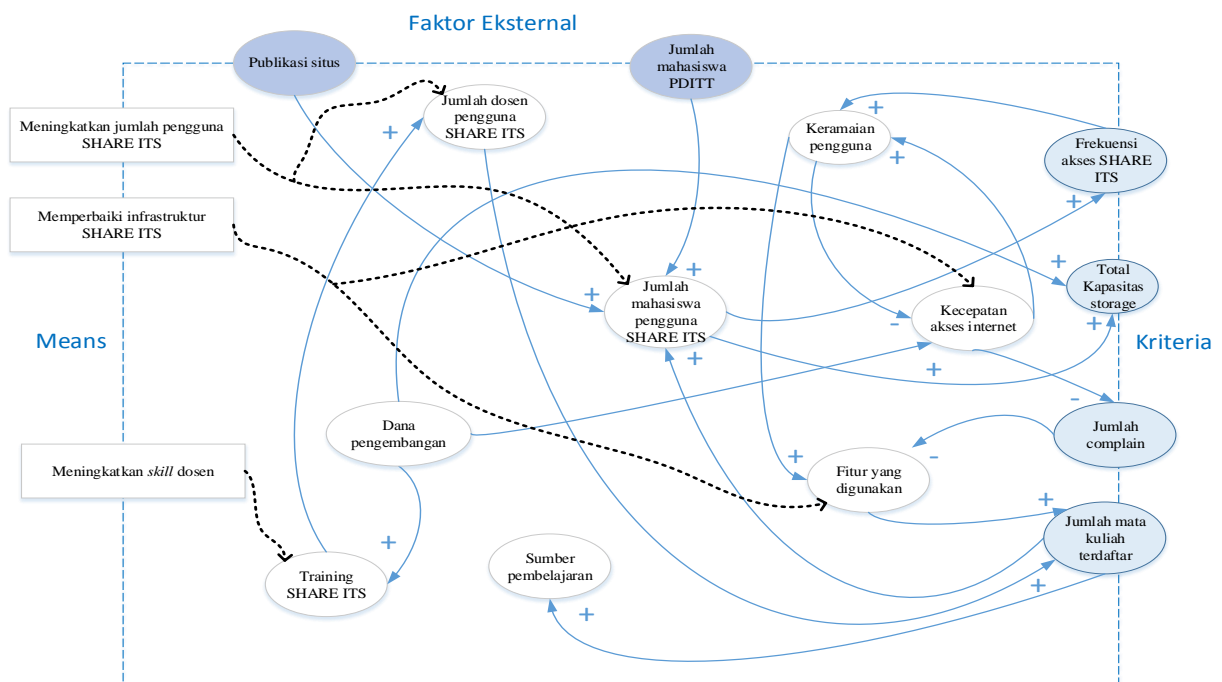 Faktor Eksternal
Publikasi situs
Jumlah
mahasiswa
PDITT
Meningkatkan jumlah pengguna
SHARE ITS
Jumlah dosen
pengguna
SHARE ITS
+
Keramaian
pengguna
+
+
Frekuensi
akses SHARE
ITS
+
Memperbaiki infrastruktur
SHARE ITS
+
+
Jumlah
mahasiswa
pengguna
SHARE ITS
+
Kecepatan
akses internet
-
+
+
Total
Kapasitas
storage
+
Means
Kriteria
-
Dana
pengembangan
Jumlah
complain
-
Meningkatkan skill dosen
+
Fitur yang
digunakan
+
Jumlah mata
kuliah
terdaftar
+
+
Training
SHARE ITS
Sumber
pembelajaran
+